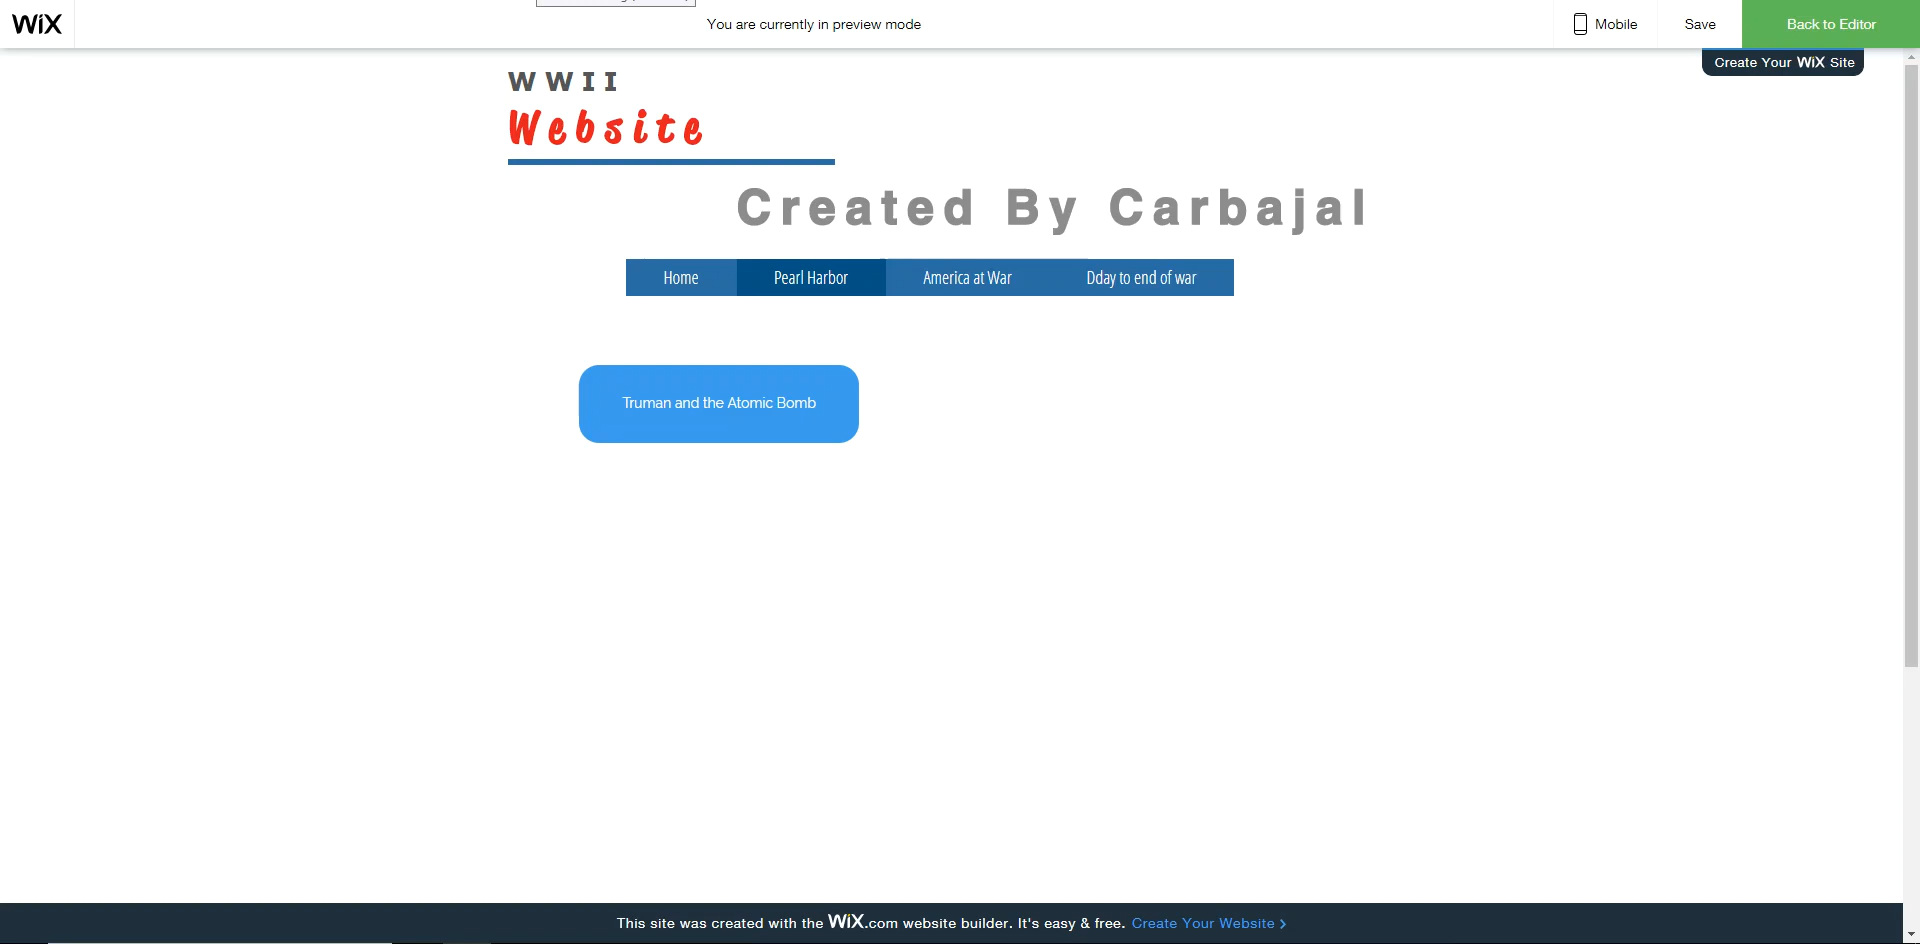 WiX
You are currently in preview mode
Mobile
Save
Back to Editor
Create Your WiX Site
WWII
Website
Created By Carbajal
Home
Pearl Harbor
America at War
Dday to end of war
Truman and the Atomic Bomb
This site was created with the WiX.com website builder. It's easy & free. Create Your Website >